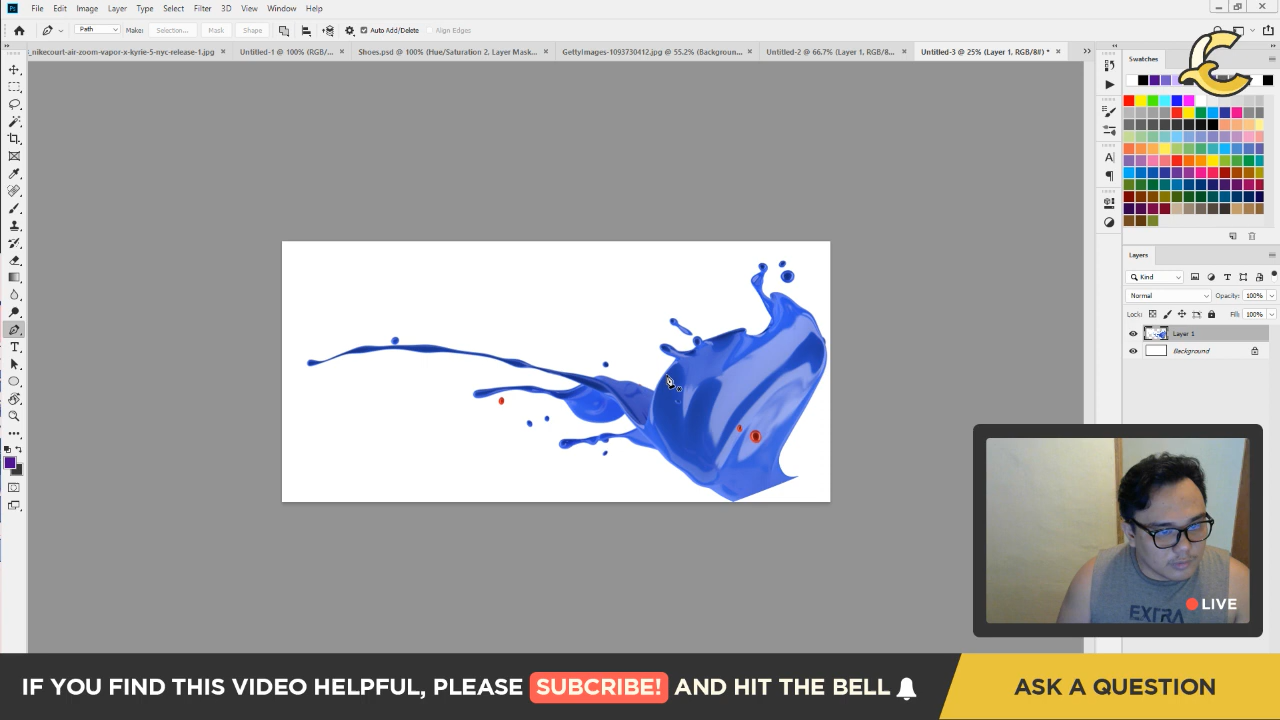 Ps File Edit Image Layer Type Select Filter 3D View Window Help
Path Make: Selection... Mask Shape Auto Add/Delete Align Edges
_nikecourt-air-zoom-vapor-x-kyrie-5-nyc-release-1.jpg × Untitled-1 @ 100% (RGB/... × Shoes.psd @ 100% (Hue/Saturation 2, Layer Mask... × GettyImages-1093730412.jpg @ 55.2% (Backgroun... × Untitled-2 @ 66.7% (Layer 1, RGB/8... × Untitled-3 @ 25% (Layer 1, RGB/8#) * ×
Swatches
Layers
Kind
Normal Opacity: 100%
Lock: Fill: 100%
Layer 1
Background
EXTRA
LIVE
IF YOU FIND THIS VIDEO HELPFUL, PLEASE SUBCRIBE! AND HIT THE BELL
ASK A QUESTION